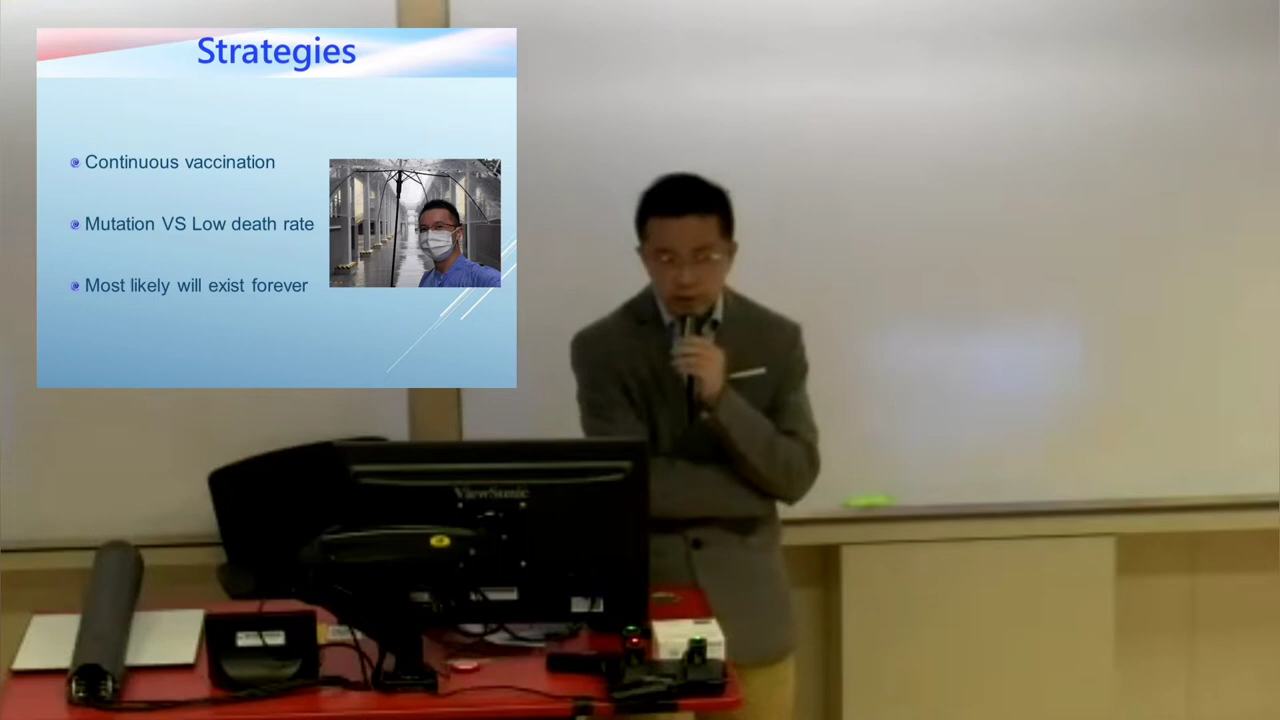 Strategies
Continuous vaccination
Mutation VS Low death rate
Most likely will exist forever
ViewSonic